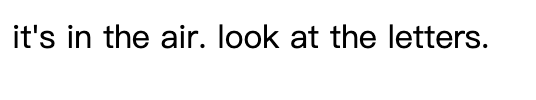 it's in the air. look at the letters.